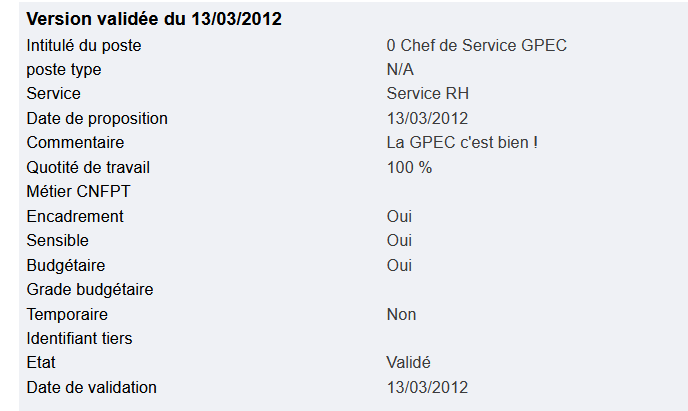 Version validée du 13/03/2012
Intitulé du poste 0 Chef de Service GPEC
poste type N/A
Service Service RH
Date de proposition 13/03/2012
Commentaire La GPEC c'est bien !
Quotité de travail 100 %
Métier CNFPT
Encadrement Oui
Sensible Oui
Budgétaire Oui
Grade budgétaire
Temporaire Non
Identifiant tiers
Etat Validé
Date de validation 13/03/2012